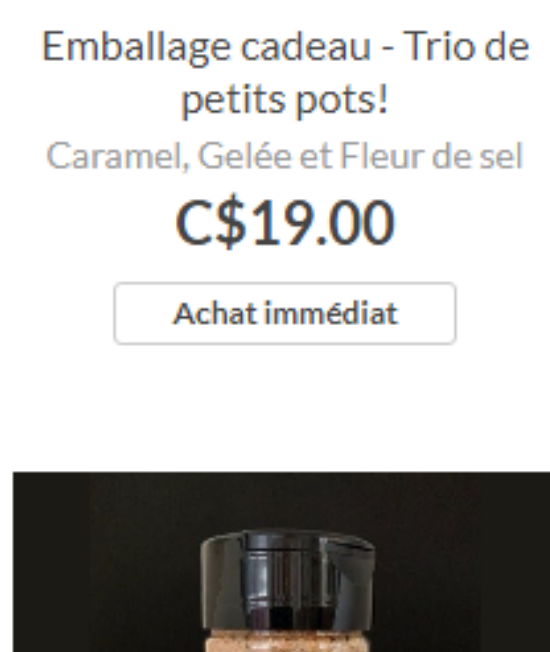 Emballage cadeau - Trio de
petits pots!
Caramel, Gelée et Fleur de sel
C$19.00
Achat immédiat